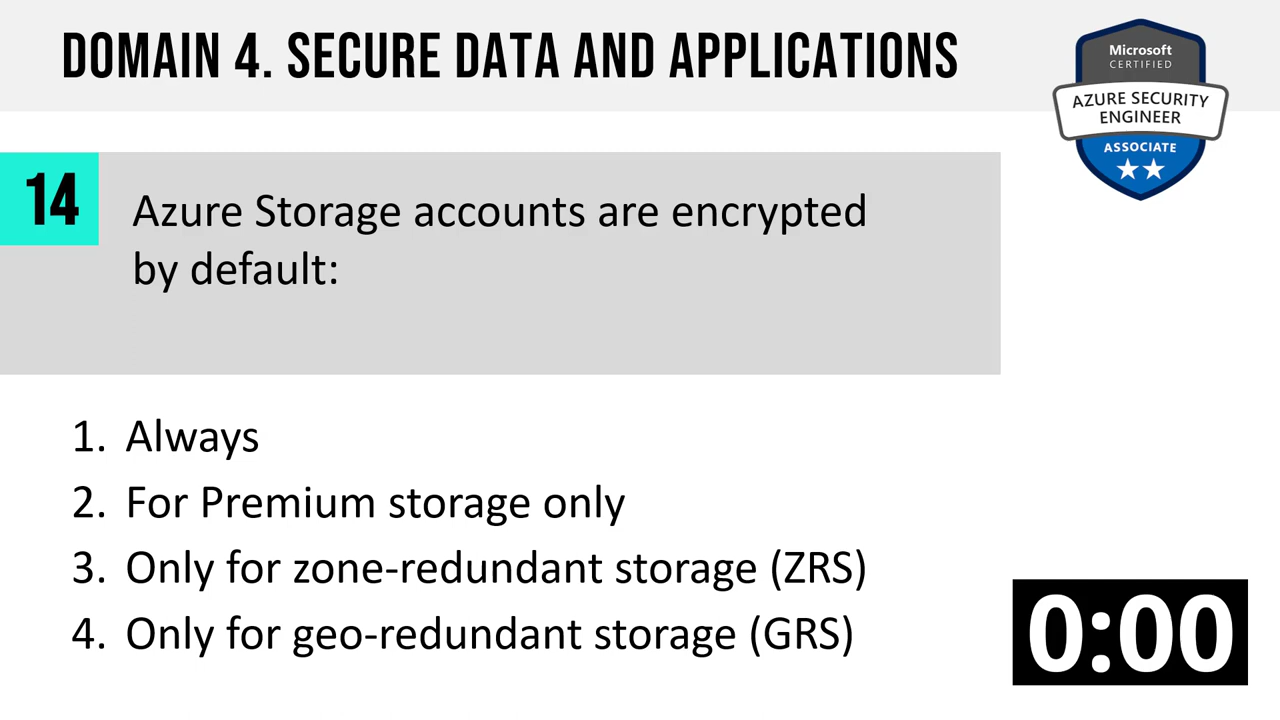 DOMAIN 4. SECURE DATA AND APPLICATIONS
Microsoft
CERTIFIED
AZURE SECURITY
ENGINEER
ASSOCIATE
14
Azure Storage accounts are encrypted
by default:
1. Always
2. For Premium storage only
3. Only for zone-redundant storage (ZRS)
4. Only for geo-redundant storage (GRS)
0:00